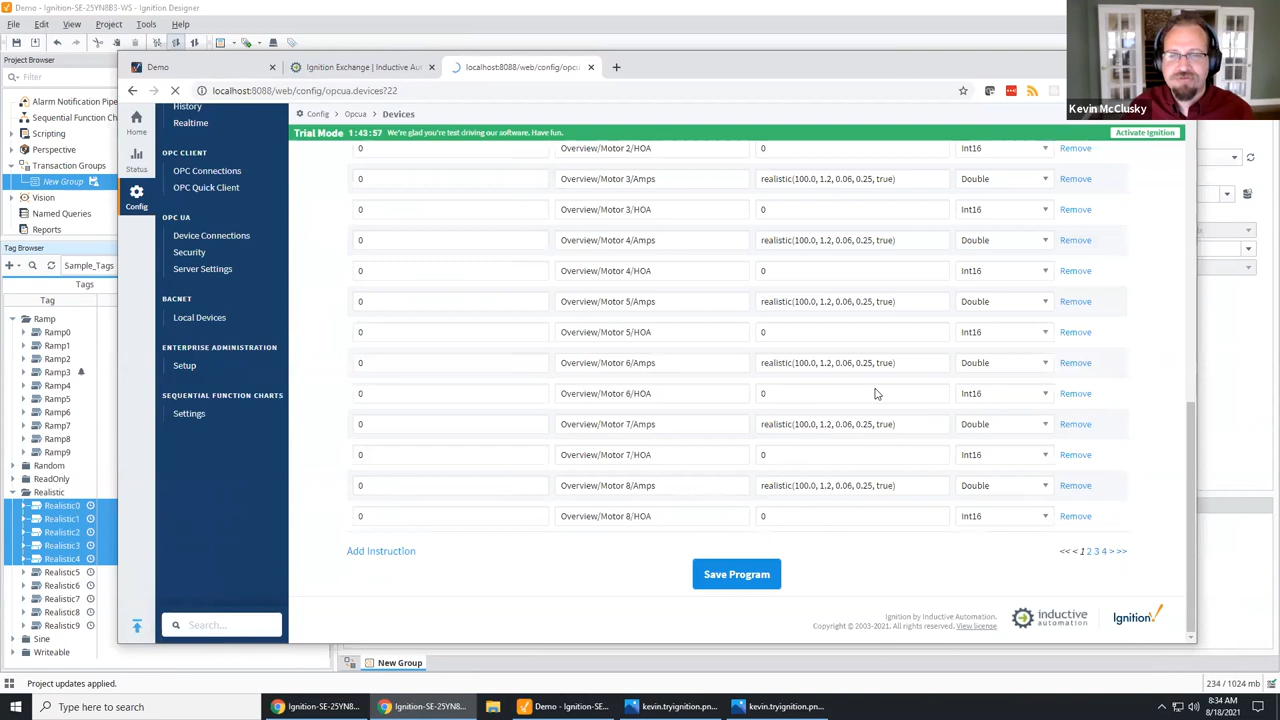 Demo - Ignition-SE-25YN8B3-WS - Ignition Designer
File Edit View Project Tools Help
Project Browser
Filter
Alarm Notification Pipe
Sequential Function Ch
Scripting
Perspective
Transaction Groups
New Group
Vision
Named Queries
Reports
Tag Browser
Sample_Tags
Tags
Tag
Ramp
Ramp0
Ramp1
Ramp2
Ramp3
Ramp4
Ramp5
Ramp6
Ramp7
Ramp8
Ramp9
Random
ReadOnly
Realistic
Realistic0
Realistic1
Realistic2
Realistic3
Realistic4
Realistic5
Realistic6
Realistic7
Realistic8
Realistic9
Sine
Writeable
Demo
Ignition Exchange | Inductive Aut
localhost:8088/web/config/opcu
localhost:8088/web/config/opcua.devices?22
Kevin McClusky
Home
Status
Config
History
Realtime
OPC CLIENT
OPC Connections
OPC Quick Client
OPC UA
Device Connections
Security
Server Settings
BACNET
Local Devices
ENTERPRISE ADMINISTRATION
Setup
SEQUENTIAL FUNCTION CHARTS
Settings
Search...
Config > Opcua > Devices
Trial Mode 1:43:57 We're glad you're test driving our software. Have fun. Activate Ignition
0 Overview/Motor 2/HOA 0 Int16 Remove
0 Overview/Motor 3/Amps realistic(100.0, 1.2, 0.06, 0.25, true) Double Remove
0 Overview/Motor 3/HOA 0 Int16 Remove
0 Overview/Motor 4/Amps realistic(100.0, 1.2, 0.06, 0.25, true) Double Remove
0 Overview/Motor 4/HOA 0 Int16 Remove
0 Overview/Motor 5/Amps realistic(100.0, 1.2, 0.06, 0.25, true) Double Remove
0 Overview/Motor 5/HOA 0 Int16 Remove
0 Overview/Motor 6/Amps realistic(100.0, 1.2, 0.06, 0.25, true) Double Remove
0 Overview/Motor 6/HOA 0 Int16 Remove
0 Overview/Motor 7/Amps realistic(100.0, 1.2, 0.06, 0.25, true) Double Remove
0 Overview/Motor 7/HOA 0 Int16 Remove
0 Overview/Motor 8/Amps realistic(100.0, 1.2, 0.06, 0.25, true) Double Remove
0 Overview/Motor 8/HOA 0 Int16 Remove
Add Instruction << < 1 2 3 4 > >>
Save Program
Ignition by Inductive Automation.
Copyright © 2003-2021. All rights reserved. View license
inductive automation
Ignition
New Group
Project updates applied.
234 / 1024 mb
Type here to search
Ignition-SE-25YN8...
Ignition-SE-25YN8...
Demo - Ignition-SE-...
kevin.tryignition.pn...
kevin.tryignition.pn...
8:34 AM
8/18/2021